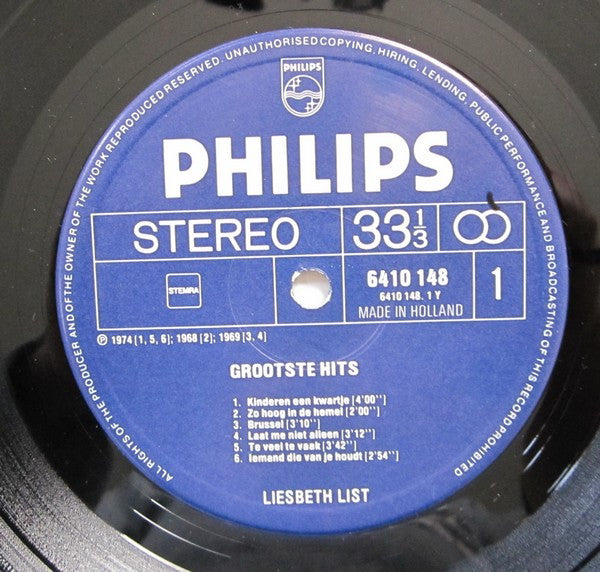 ALL RIGHTS OF THE PRODUCER AND OF THE OWNER OF THE WORK REPRODUCED RESERVED. UNAUTHORISED COPYING, HIRING, LENDING, PUBLIC PERFORMANCE AND BROADCASTING OF THIS RECORD PROHIBITED
PHILIPS
PHILIPS
STEREO 33 1/3
STEMRA
6410 148 1
6410 148. 1 Y
MADE IN HOLLAND
℗ 1974 [1, 5, 6]; 1968 [2]; 1969 [3, 4]
GROOTSTE HITS
1. Kinderen een kwartje [4'00'']
2. Zo hoog in de hemel [2'00'']
3. Brussel [3'10'']
4. Laat me niet alleen [3'12'']
5. Te veel te vaak [3'42'']
6. Iemand die van je houdt [2'54'']
LIESBETH LIST